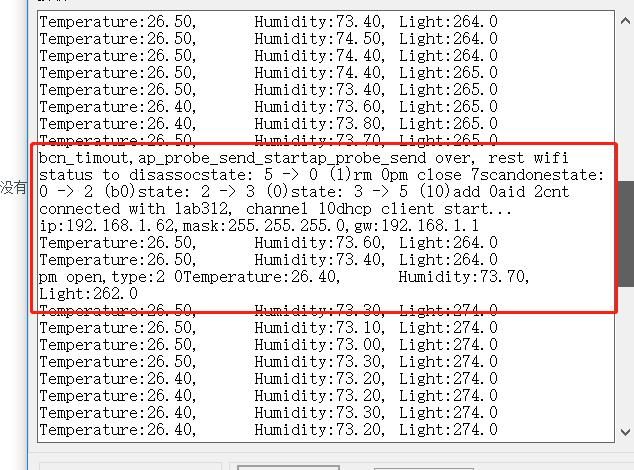 Temperature:26.50, Humidity:73.40, Light:264.0
Temperature:26.50, Humidity:74.50, Light:264.0
Temperature:26.50, Humidity:74.40, Light:264.0
Temperature:26.50, Humidity:74.40, Light:265.0
Temperature:26.50, Humidity:73.40, Light:265.0
Temperature:26.40, Humidity:73.60, Light:264.0
Temperature:26.40, Humidity:73.80, Light:264.0
Temperature:26.50, Humidity:73.70, Light:265.0
bcn_timout,ap_probe_send_startap_probe_send over, rest wifi
status to disassocstate: 5 -> 0 (1)rm 0pm close 7scandonestate:
没有
0 -> 2 (b0)state: 2 -> 3 (0)state: 3 -> 5 (10)add 0aid 2cnt
connected with lab312, channel 10dhcp client start...
ip:192.168.1.62,mask:255.255.255.0,gw:192.168.1.1
Temperature:26.50, Humidity:73.60, Light:264.0
Temperature:26.50, Humidity:73.40, Light:264.0
pm open,type:2 0Temperature:26.40, Humidity:73.70,
Light:262.0
Temperature:26.50, Humidity:73.30, Light:274.0
Temperature:26.50, Humidity:73.10, Light:274.0
Temperature:26.50, Humidity:73.00, Light:274.0
Temperature:26.50, Humidity:73.30, Light:274.0
Temperature:26.40, Humidity:73.20, Light:274.0
Temperature:26.40, Humidity:73.20, Light:274.0
Temperature:26.40, Humidity:73.30, Light:274.0
Temperature:26.40, Humidity:73.20, Light:274.0